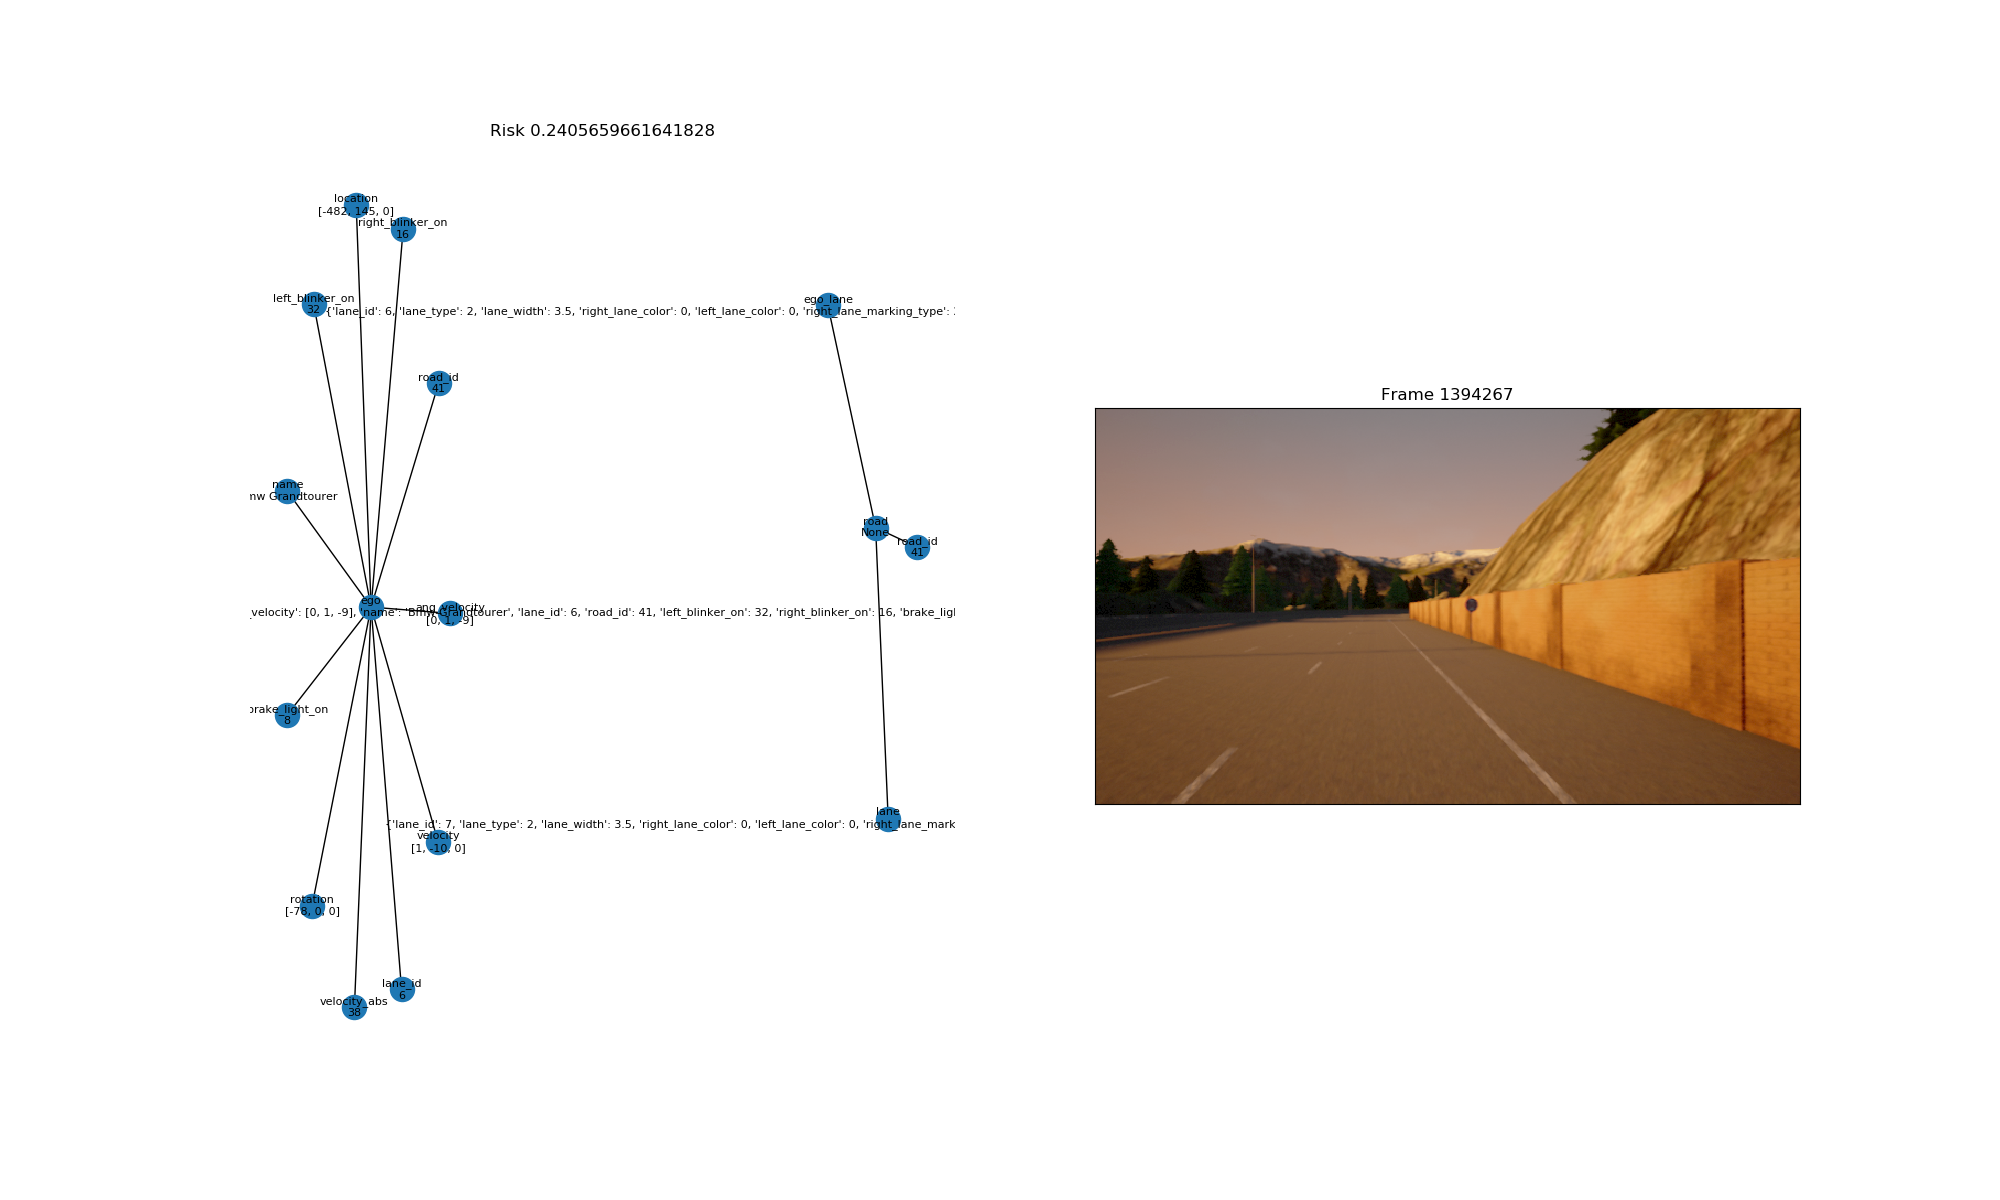 Risk 0.2405659661641828
location
[-482, 145, 0]
right_blinker_on
16
left_blinker_on
32
{'lane_id': 6, 'lane_type': 2, 'lane_width': 3.5, 'right_lane_color': 0, 'left_lane_color': 0, 'right_lane_marking_type':
ego_lane
road_id
41
name
Grandtourer
road
None
road_id
41
ego
ang_velocity
[0, 1, -9]
_velocity': [0, 1, -9], 'name': 'Bmw Grandtourer', 'lane_id': 6, 'road_id': 41, 'left_blinker_on': 32, 'right_blinker_on': 16, 'brake_ligl
brake_light_on
8
lane
{'lane_id': 7, 'lane_type': 2, 'lane_width': 3.5, 'right_lane_color': 0, 'left_lane_color': 0, 'right_lane_mark
velocity
[1, -10, 0]
rotation
[-78, 0, 0]
lane_id
6
velocity_abs
38
Frame 1394267